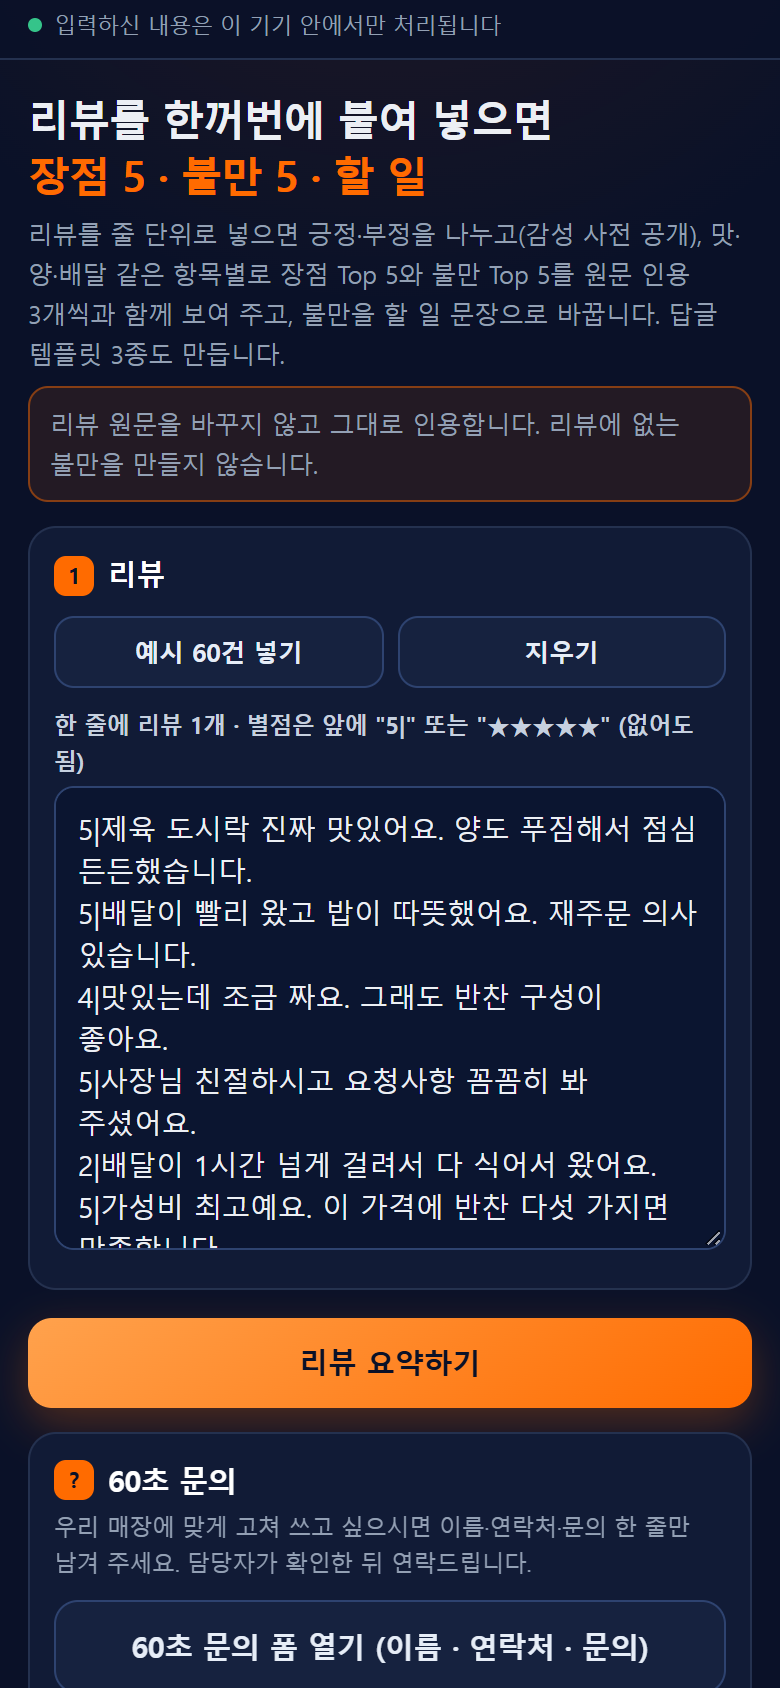 입력하신 내용은 이 기기 안에서만 처리됩니다
리뷰를 한꺼번에 붙여 넣으면
장점 5 · 불만 5 · 할 일
리뷰를 줄 단위로 넣으면 긍정·부정을 나누고(감성 사전 공개), 맛·
양·배달 같은 항목별로 장점 Top 5와 불만 Top 5를 원문 인용
3개씩과 함께 보여 주고, 불만을 할 일 문장으로 바꿉니다. 답글
템플릿 3종도 만듭니다.
리뷰 원문을 바꾸지 않고 그대로 인용합니다. 리뷰에 없는
불만을 만들지 않습니다.
1 리뷰
예시 60건 넣기 지우기
한 줄에 리뷰 1개 · 별점은 앞에 "5|" 또는 "★★★★★" (없어도
됨)
5|제육 도시락 진짜 맛있어요. 양도 푸짐해서 점심
든든했습니다.
5|배달이 빨리 왔고 밥이 따뜻했어요. 재주문 의사
있습니다.
4|맛있는데 조금 짜요. 그래도 반찬 구성이
좋아요.
5|사장님 친절하시고 요청사항 꼼꼼히 봐
주셨어요.
2|배달이 1시간 넘게 걸려서 다 식어서 왔어요.
5|가성비 최고예요. 이 가격에 반찬 다섯 가지면
만족합니다
리뷰 요약하기
? 60초 문의
우리 매장에 맞게 고쳐 쓰고 싶으시면 이름·연락처·문의 한 줄만
남겨 주세요. 담당자가 확인한 뒤 연락드립니다.
60초 문의 폼 열기 (이름 · 연락처 · 문의)